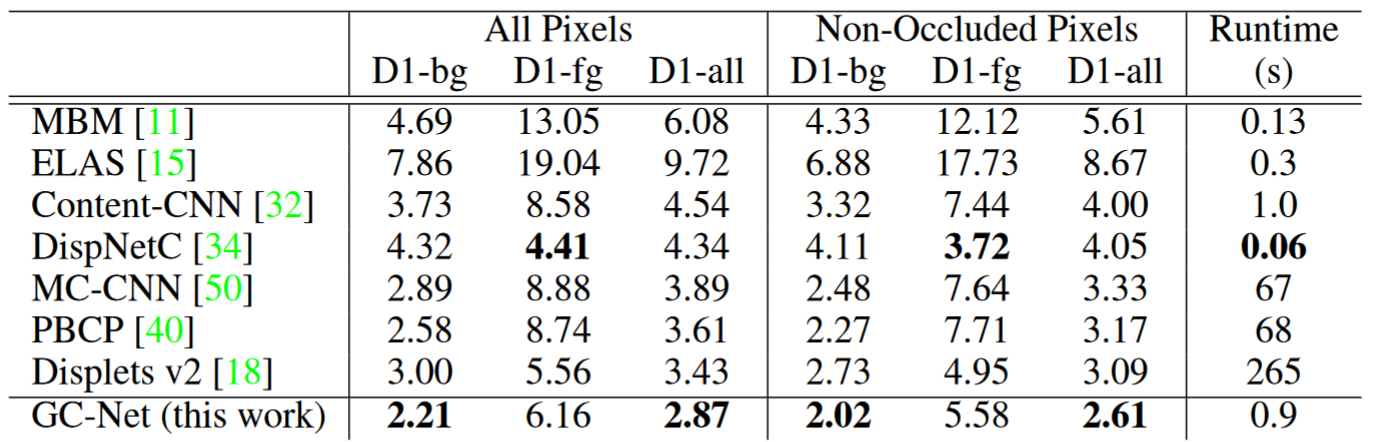 All Pixels Non-Occluded Pixels Runtime
D1-bg D1-fg D1-all D1-bg D1-fg D1-all (s)
MBM [11] 4.69 13.05 6.08 4.33 12.12 5.61 0.13
ELAS [15] 7.86 19.04 9.72 6.88 17.73 8.67 0.3
Content-CNN [32] 3.73 8.58 4.54 3.32 7.44 4.00 1.0
DispNetC [34] 4.32 4.41 4.34 4.11 3.72 4.05 0.06
MC-CNN [50] 2.89 8.88 3.89 2.48 7.64 3.33 67
PBCP [40] 2.58 8.74 3.61 2.27 7.71 3.17 68
Displets v2 [18] 3.00 5.56 3.43 2.73 4.95 3.09 265
GC-Net (this work) 2.21 6.16 2.87 2.02 5.58 2.61 0.9